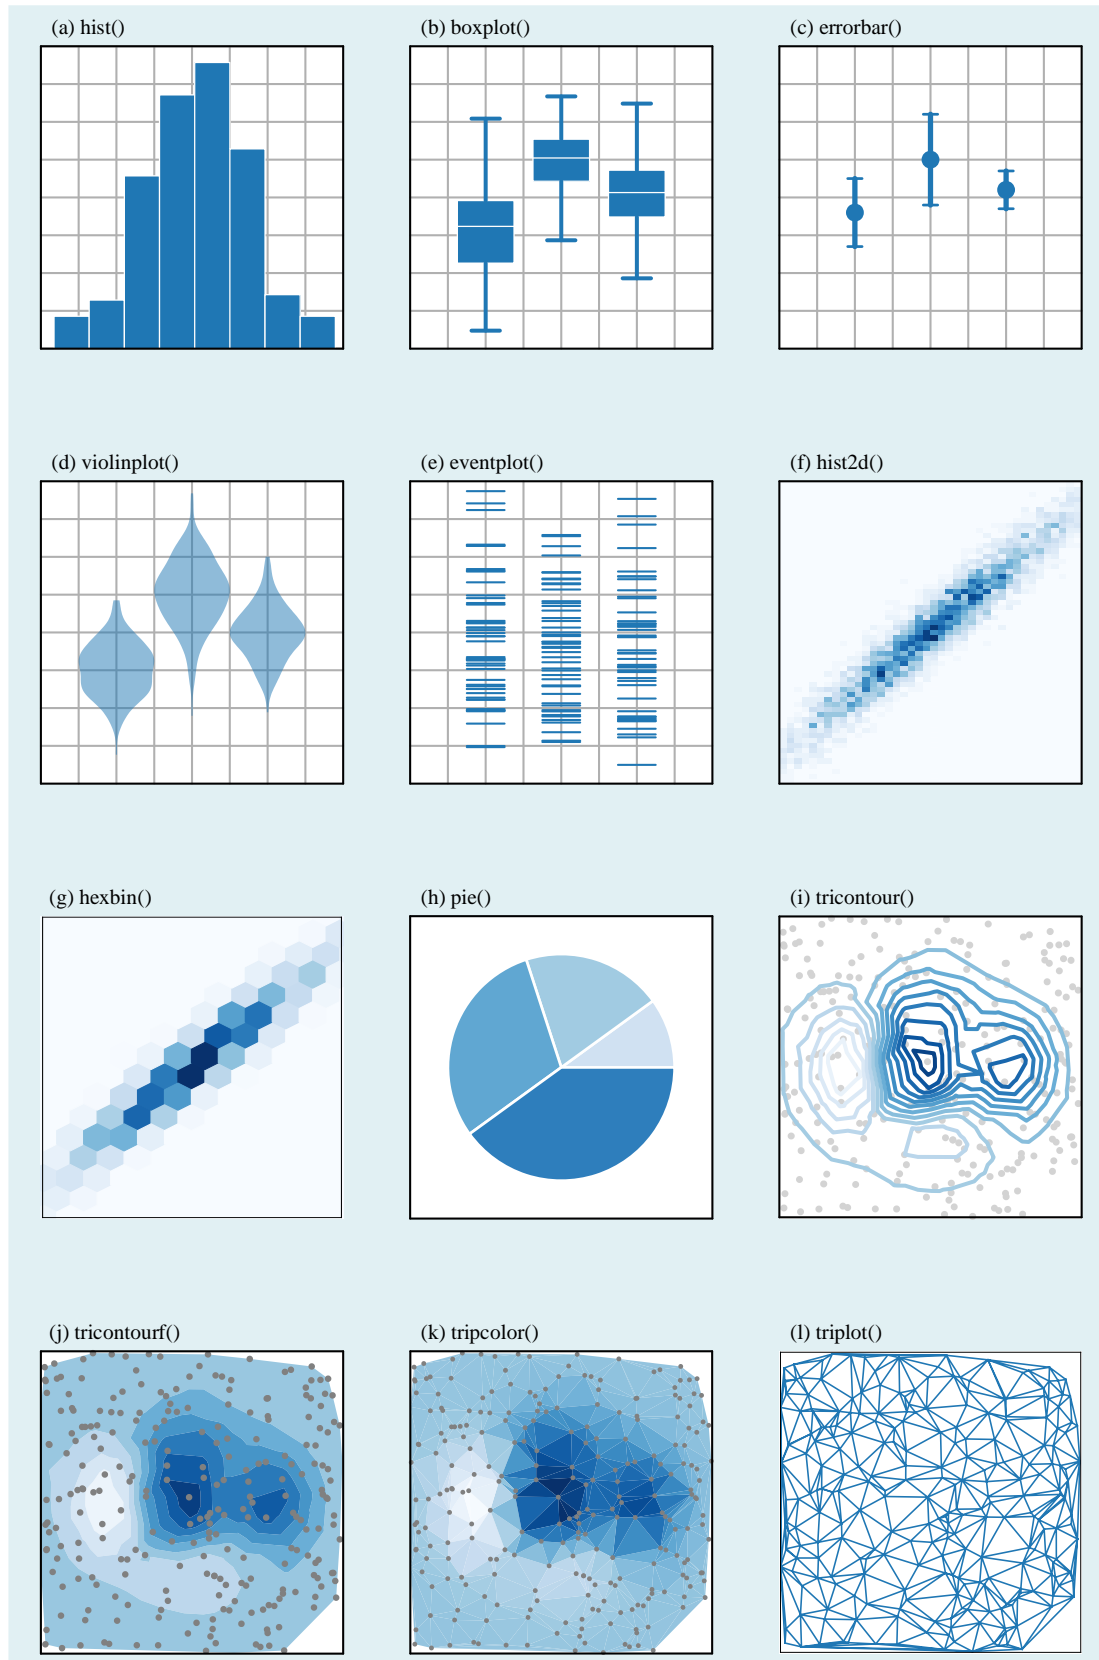 (a) hist()
(b) boxplot()
(c) errorbar()
(d) violinplot()
(e) eventplot()
(f) hist2d()
(g) hexbin()
(h) pie()
(i) tricontour()
(j) tricontourf()
(k) tripcolor()
(l) triplot()